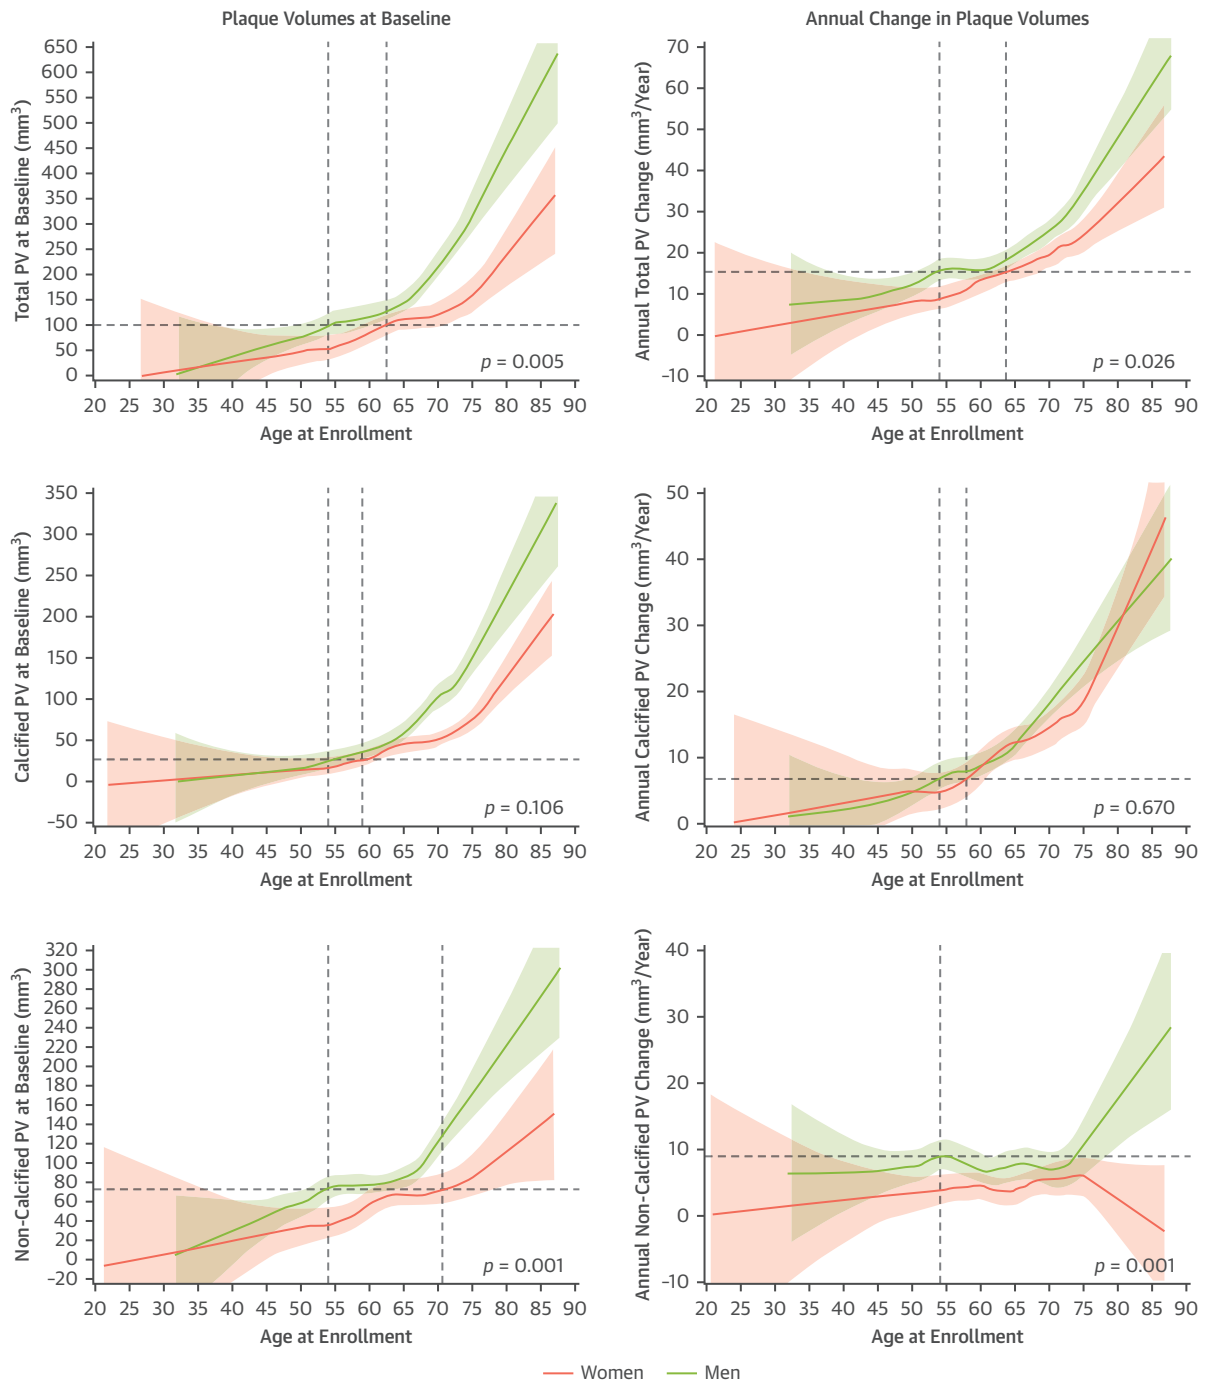 Plaque Volumes at Baseline
Annual Change in Plaque Volumes
Total PV at Baseline (mm³)
650
600
550
500
450
400
350
300
250
200
150
100
50
0
p = 0.005
20 25 30 35 40 45 50 55 60 65 70 75 80 85 90
Age at Enrollment
Annual Total PV Change (mm³/Year)
70
60
50
40
30
20
10
0
-10
p = 0.026
20 25 30 35 40 45 50 55 60 65 70 75 80 85 90
Age at Enrollment
Calcified PV at Baseline (mm³)
350
300
250
200
150
100
50
0
-50
p = 0.106
20 25 30 35 40 45 50 55 60 65 70 75 80 85 90
Age at Enrollment
Annual Calcified PV Change (mm³/Year)
50
40
30
20
10
0
p = 0.670
20 25 30 35 40 45 50 55 60 65 70 75 80 85 90
Age at Enrollment
Non-Calcified PV at Baseline (mm³)
320
300
280
260
240
220
200
180
160
140
120
100
80
60
40
20
0
-20
p = 0.001
20 25 30 35 40 45 50 55 60 65 70 75 80 85 90
Age at Enrollment
Annual Non-Calcified PV Change (mm³/Year)
40
30
20
10
0
-10
p = 0.001
20 25 30 35 40 45 50 55 60 65 70 75 80 85 90
Age at Enrollment
Women Men